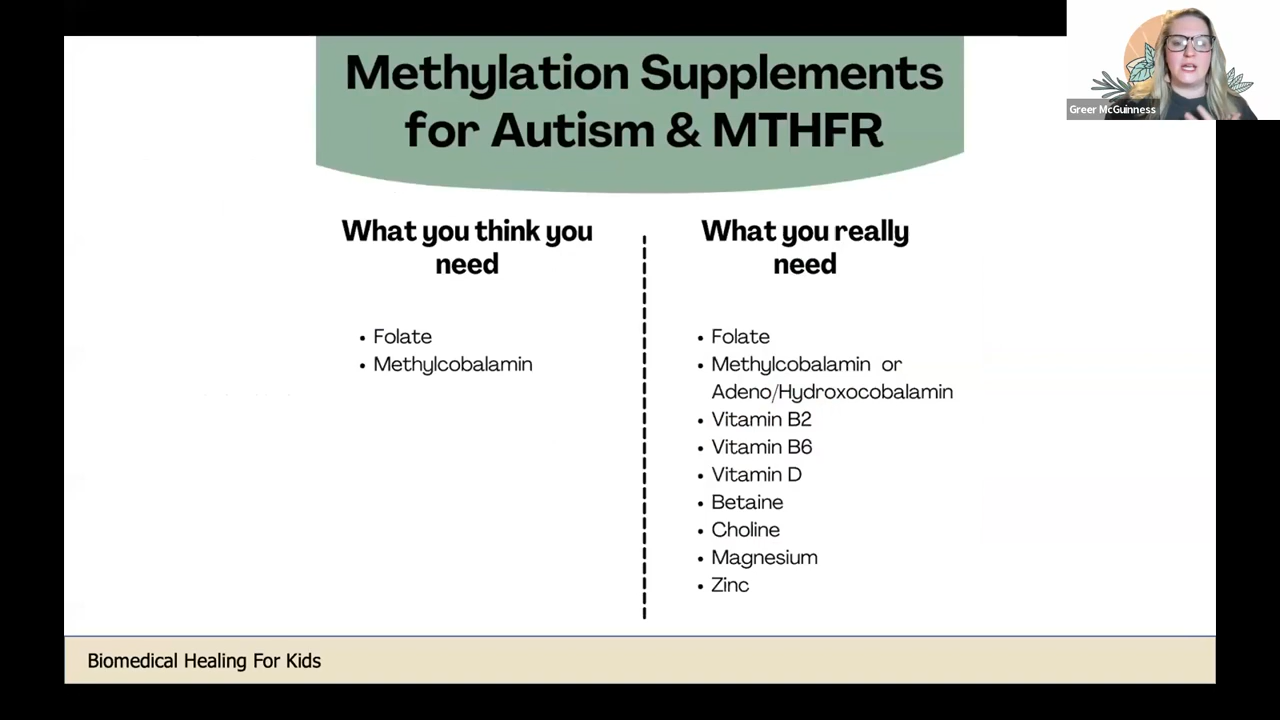 Methylation Supplements
for Autism & MTHFR
Greer McGuinness
What you think you
need
• Folate
• Methylcobalamin
What you really
need
• Folate
• Methylcobalamin or
Adeno/Hydroxocobalamin
• Vitamin B2
• Vitamin B6
• Vitamin D
• Betaine
• Choline
• Magnesium
• Zinc
Biomedical Healing For Kids